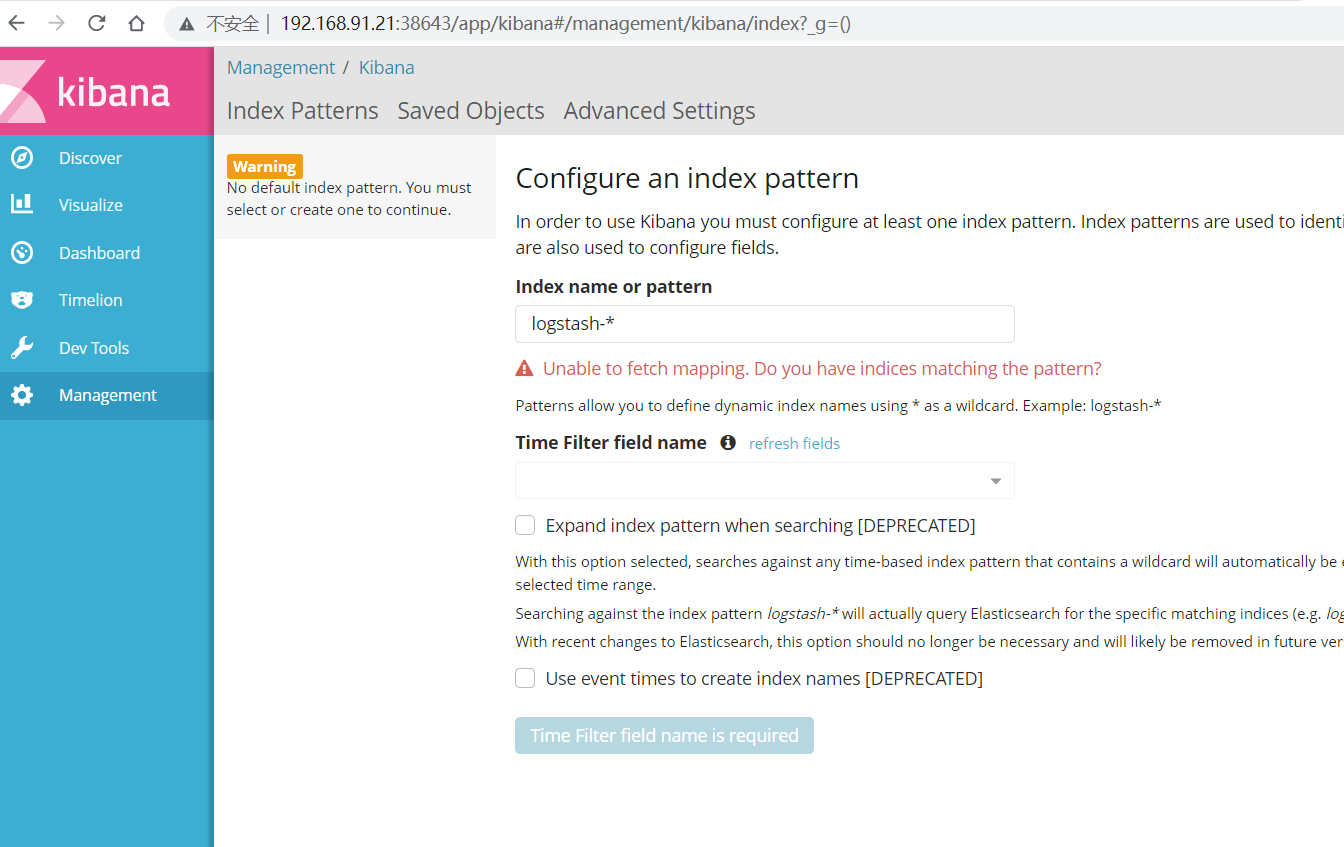 不安全 | 192.168.91.21:38643/app/kibana#/management/kibana/index?_g=()
kibana
Management / Kibana
Index Patterns Saved Objects Advanced Settings
Discover
Visualize
Dashboard
Timelion
Dev Tools
Management
Warning
No default index pattern. You must
select or create one to continue.
Configure an index pattern
In order to use Kibana you must configure at least one index pattern. Index patterns are used to identi
are also used to configure fields.
Index name or pattern
logstash-*
Unable to fetch mapping. Do you have indices matching the pattern?
Patterns allow you to define dynamic index names using * as a wildcard. Example: logstash-*
Time Filter field name refresh fields
Expand index pattern when searching [DEPRECATED]
With this option selected, searches against any time-based index pattern that contains a wildcard will automatically be e
selected time range.
Searching against the index pattern logstash-* will actually query Elasticsearch for the specific matching indices (e.g. log
With recent changes to Elasticsearch, this option should no longer be necessary and will likely be removed in future ver
Use event times to create index names [DEPRECATED]
Time Filter field name is required